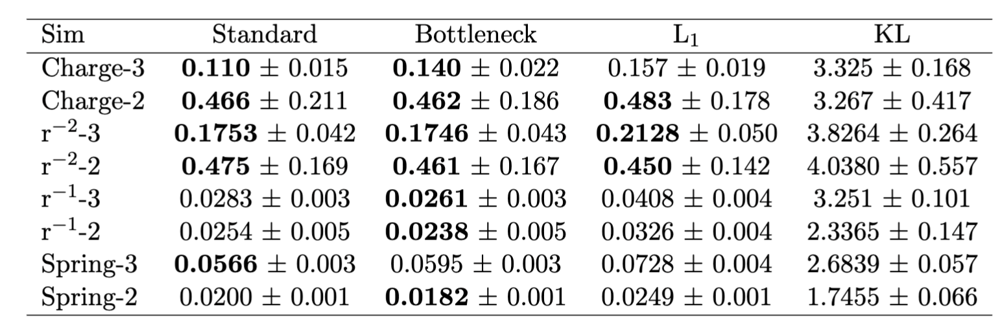 Sim Standard Bottleneck L₁ KL
Charge-3 0.110 ± 0.015 0.140 ± 0.022 0.157 ± 0.019 3.325 ± 0.168
Charge-2 0.466 ± 0.211 0.462 ± 0.186 0.483 ± 0.178 3.267 ± 0.417
r⁻²-3 0.1753 ± 0.042 0.1746 ± 0.043 0.2128 ± 0.050 3.8264 ± 0.264
r⁻²-2 0.475 ± 0.169 0.461 ± 0.167 0.450 ± 0.142 4.0380 ± 0.557
r⁻¹-3 0.0283 ± 0.003 0.0261 ± 0.003 0.0408 ± 0.004 3.251 ± 0.101
r⁻¹-2 0.0254 ± 0.005 0.0238 ± 0.005 0.0326 ± 0.004 2.3365 ± 0.147
Spring-3 0.0566 ± 0.003 0.0595 ± 0.003 0.0728 ± 0.004 2.6839 ± 0.057
Spring-2 0.0200 ± 0.001 0.0182 ± 0.001 0.0249 ± 0.001 1.7455 ± 0.066